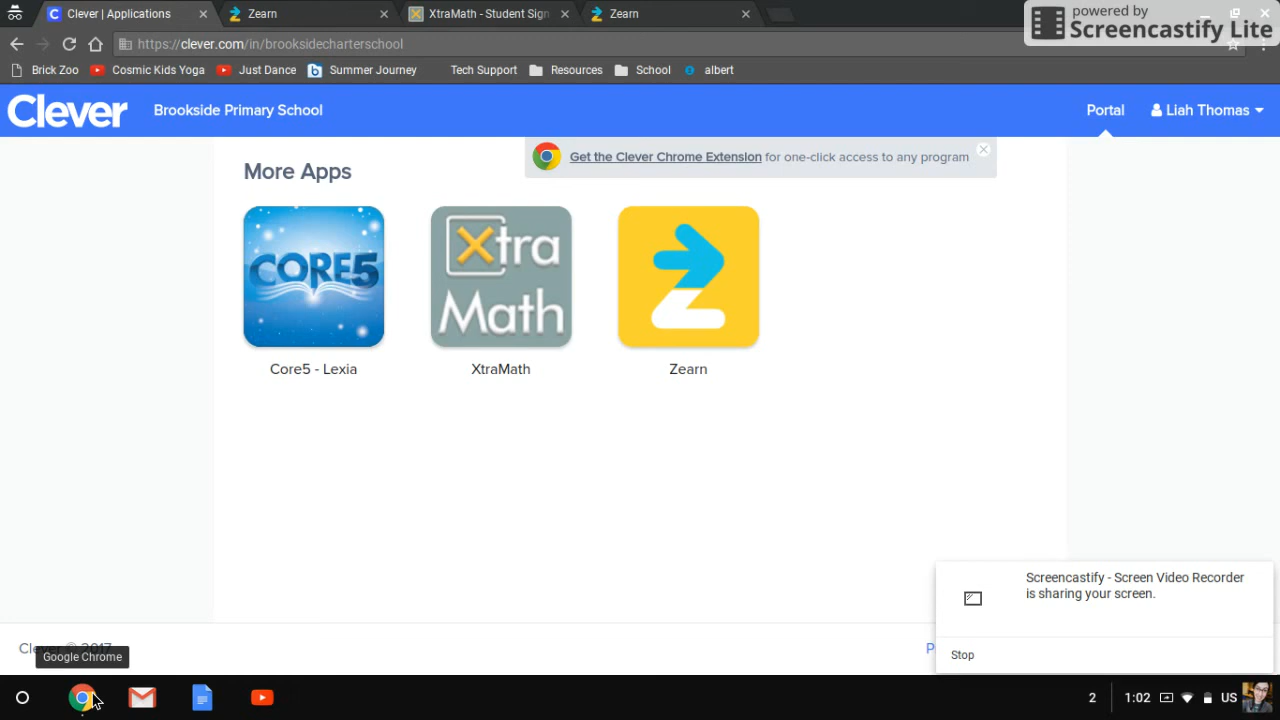 Clever | Applications
Zearn
XtraMath - Student Sign
Zearn
powered by
Screencastify Lite
https://clever.com/in/brooksidecharterschool
Brick Zoo
Cosmic Kids Yoga
Just Dance
Summer Journey
Tech Support
Resources
School
albert
Clever
Brookside Primary School
Portal
Liah Thomas
Get the Clever Chrome Extension for one-click access to any program
More Apps
CORE5
Xtra
Math
Core5 - Lexia
XtraMath
Zearn
Screencastify - Screen Video Recorder
is sharing your screen.
Stop
Clever © 2017
Google Chrome
2
1:02
US